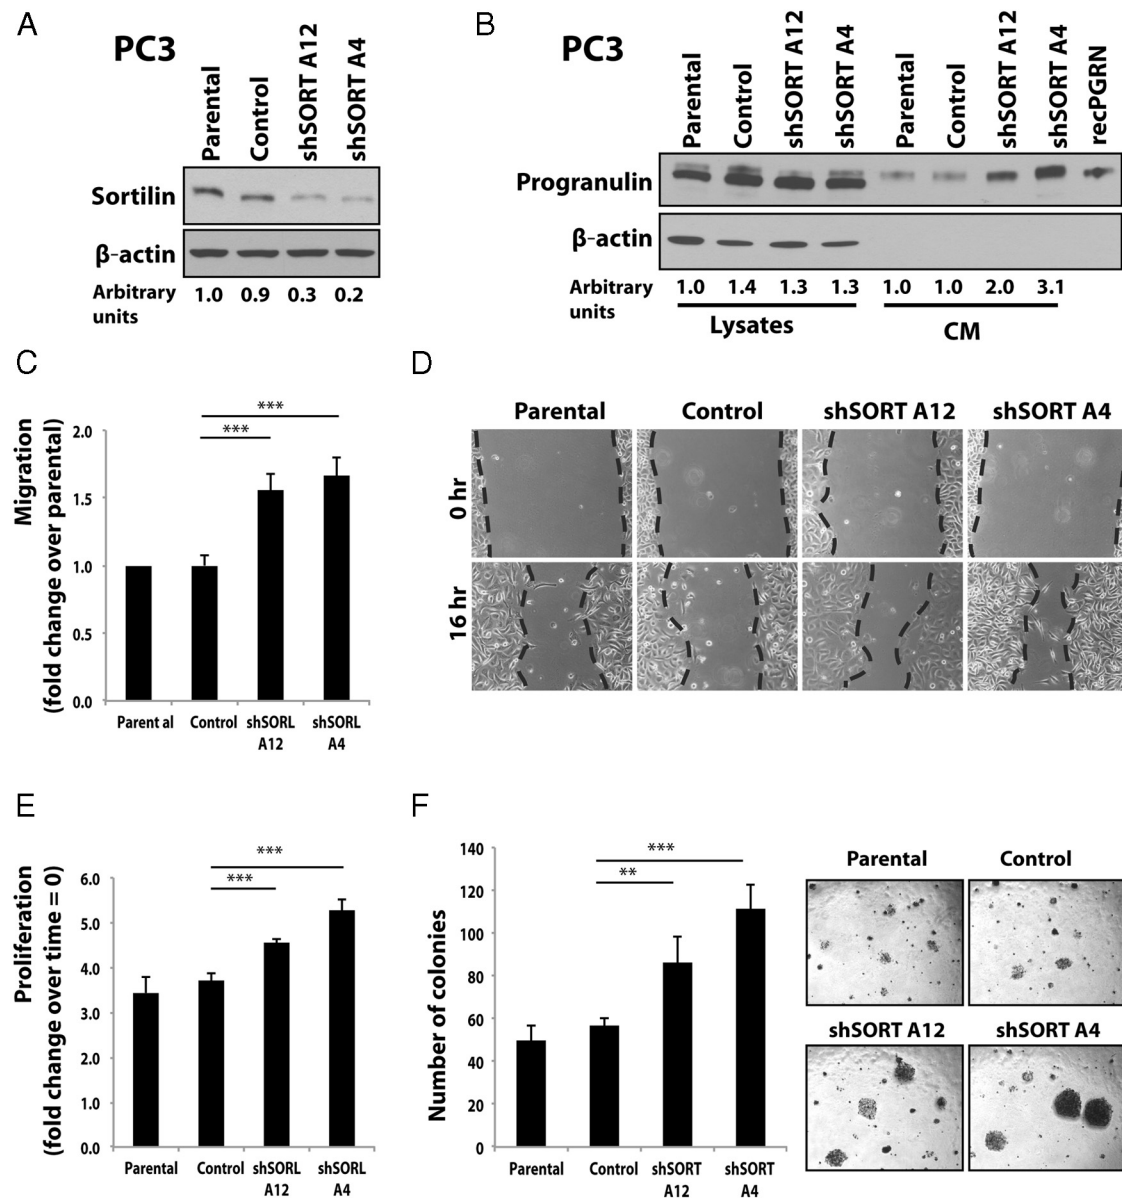 A
PC3
Parental
Control
shSORT A12
shSORT A4
Sortilin
β-actin
Arbitrary units
1.0 0.9 0.3 0.2
B
PC3
Parental
Control
shSORT A12
shSORT A4
Parental
Control
shSORT A12
shSORT A4
recPGRN
Progranulin
β-actin
Arbitrary units
1.0 1.4 1.3 1.3 1.0 1.0 2.0 3.1
Lysates
CM
C
Migration
(fold change over parental)
***
***
2.0
1.5
1.0
0.5
0.0
Parent al Control shSORL A12 shSORL A4
D
Parental Control shSORT A12 shSORT A4
0 hr
16 hr
E
Proliferation
(fold change over time = 0)
***
***
6.0
5.0
4.0
3.0
2.0
1.0
0.0
Parental Control shSORL A12 shSORL A4
F
Number of colonies
***
**
140
120
100
80
60
40
20
0
Parental Control shSORT A12 shSORT A4
Parental Control
shSORT A12 shSORT A4